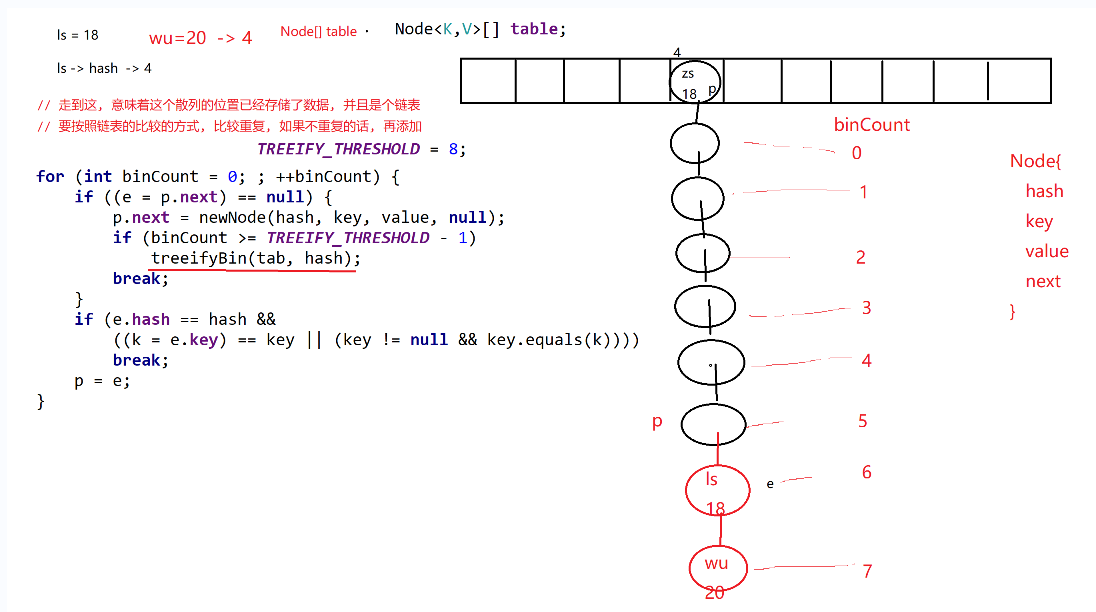 ls = 18
wu=20 -> 4
Node[] table ·
Node<K,V>[] table;
ls -> hash -> 4
4
zs
18
p
// 走到这, 意味着这个散列的位置已经存储了数据, 并且是个链表
// 要按照链表的比较的方式, 比较重复, 如果不重复的话, 再添加
TREEIFY_THRESHOLD = 8;
for (int binCount = 0; ; ++binCount) {
if ((e = p.next) == null) {
p.next = newNode(hash, key, value, null);
if (binCount >= TREEIFY_THRESHOLD - 1)
treeifyBin(tab, hash);
break;
}
if (e.hash == hash &&
((k = e.key) == key || (key != null && key.equals(k))))
break;
p = e;
}
binCount
0
1
2
3
4
5
6
7
p
ls
18
e
wu
20
Node{
hash
key
value
next
}